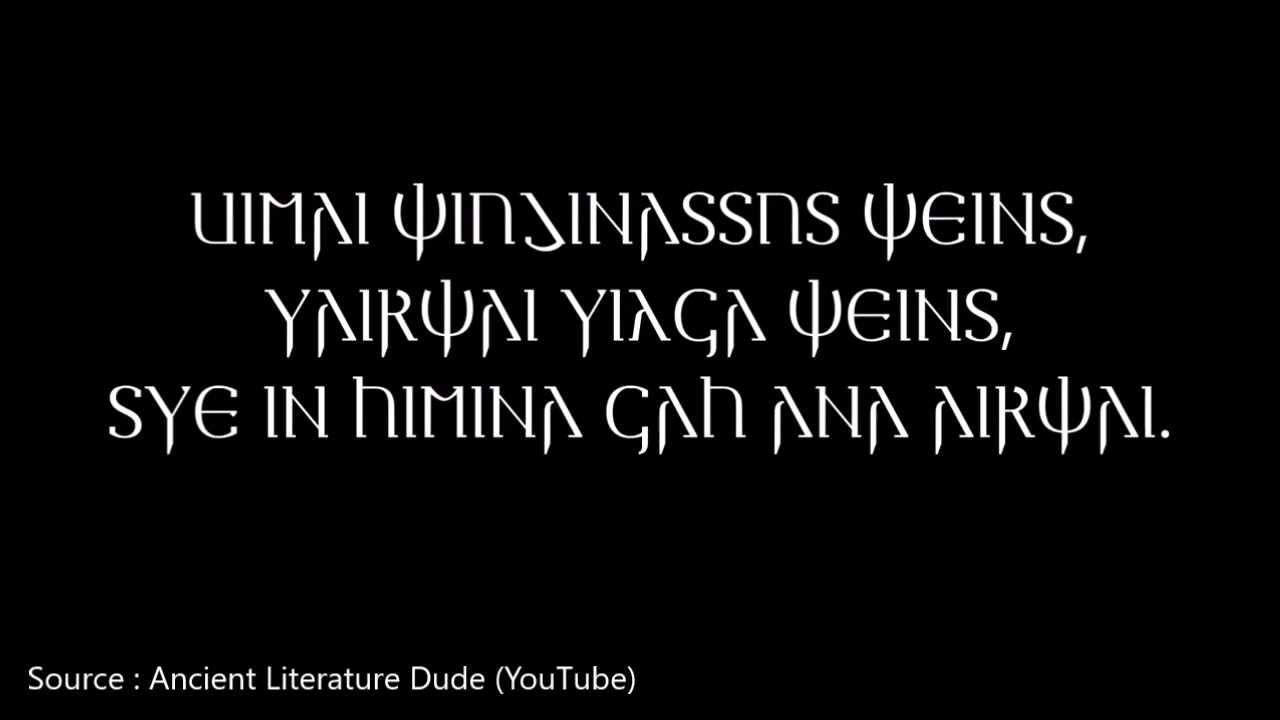 𐌵𐌹𐌼𐌰𐌹 𐌸𐌹𐌿𐌳𐌹𐌽𐌰𐍃𐍃𐌿𐍃 𐌸𐌴𐌹𐌽𐍃,
𐍅𐌰𐌹𐍂𐌸𐌰𐌹 𐍅𐌹𐌻𐌾𐌰 𐌸𐌴𐌹𐌽𐍃,
𐍃𐍅𐌴 𐌹𐌽 𐌷𐌹𐌼𐌹𐌽𐌰 𐌾𐌰𐌷 𐌰𐌽𐌰 𐌰𐌹𐍂𐌸𐌰𐌹.
Source : Ancient Literature Dude (YouTube)